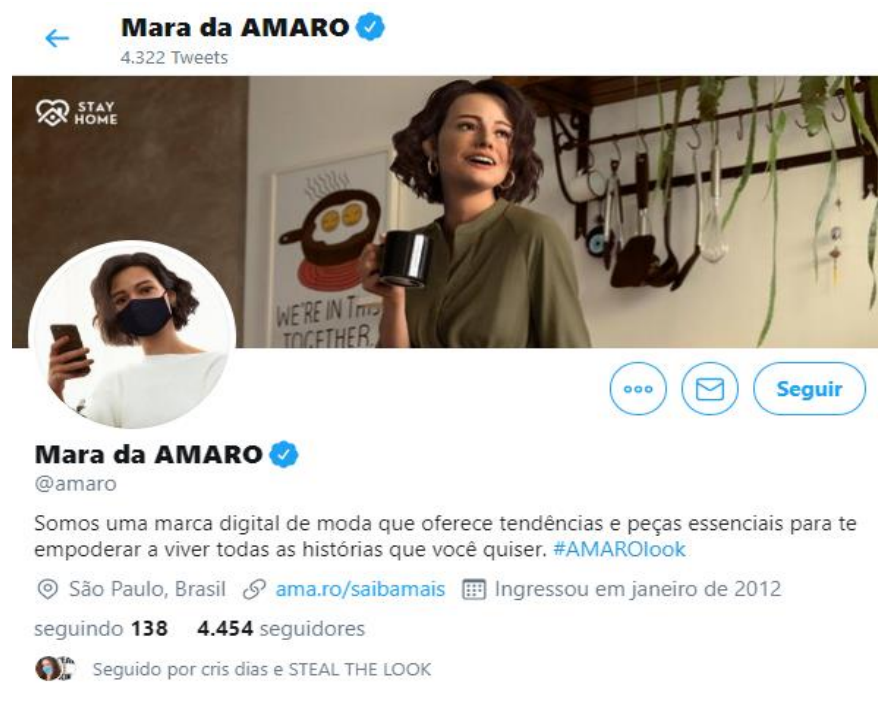 Mara da AMARO
4.322 Tweets
STAY
HOME
WE'RE IN THIS
TOGETHER.
Seguir
Mara da AMARO
@amaro
Somos uma marca digital de moda que oferece tendências e peças essenciais para te
empoderar a viver todas as histórias que você quiser. #AMAROlook
São Paulo, Brasil ama.ro/saibamais Ingressou em janeiro de 2012
seguindo 138 4.454 seguidores
Seguido por cris dias e STEAL THE LOOK